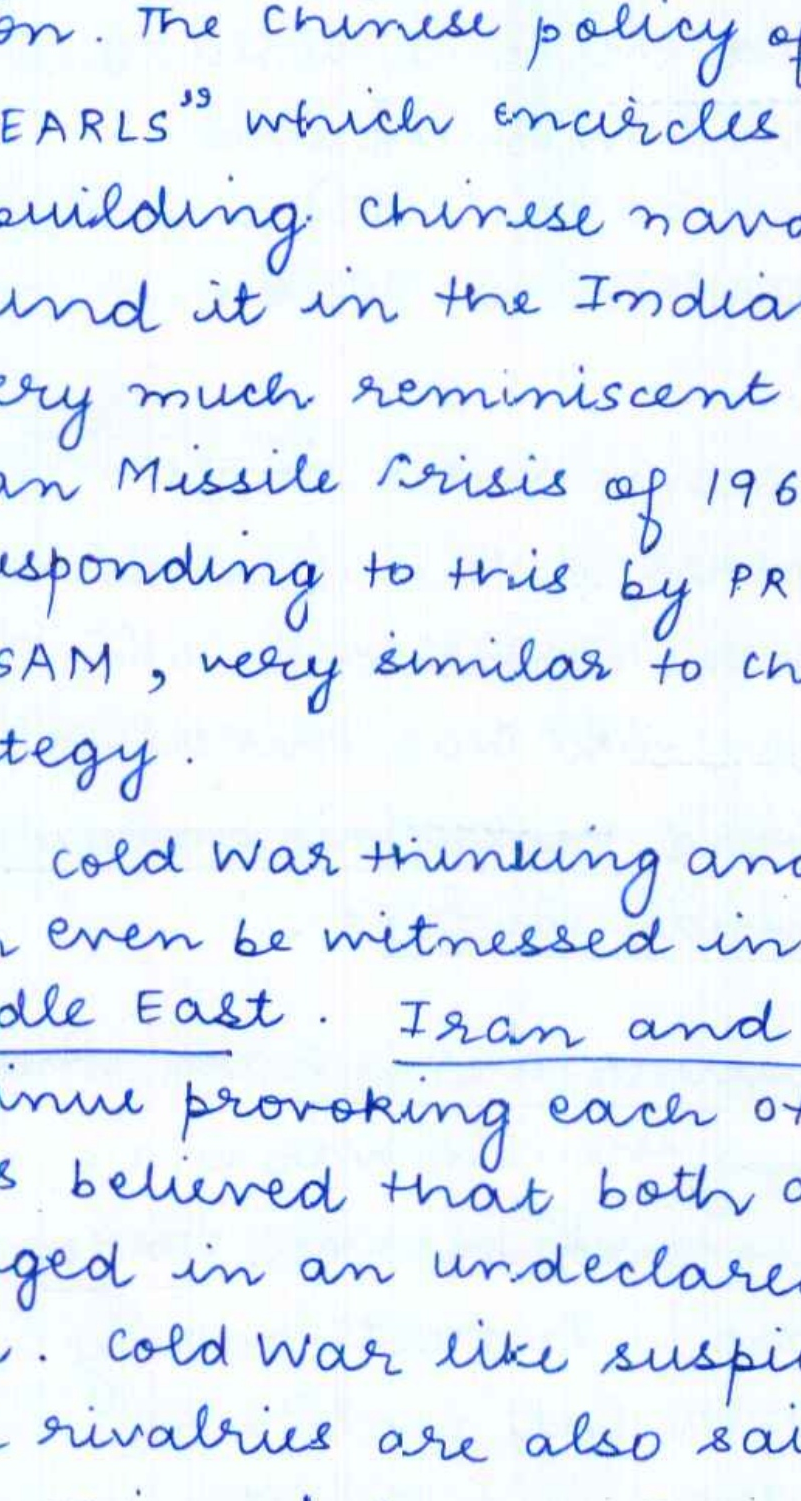 on. The Chinese policy of
EARLS" which encircles
building Chinese nava
und it in the India
ery much reminiscent
an Missile Crisis of 196
esponding to this by PR
SAM, very similar to ch
tegy.
cold war thinking and
n even be witnessed in
dle East. Iran and
inue provoking each ot
s believed that both a
ged in an undeclared
. cold war like suspi
rivalries are also sai